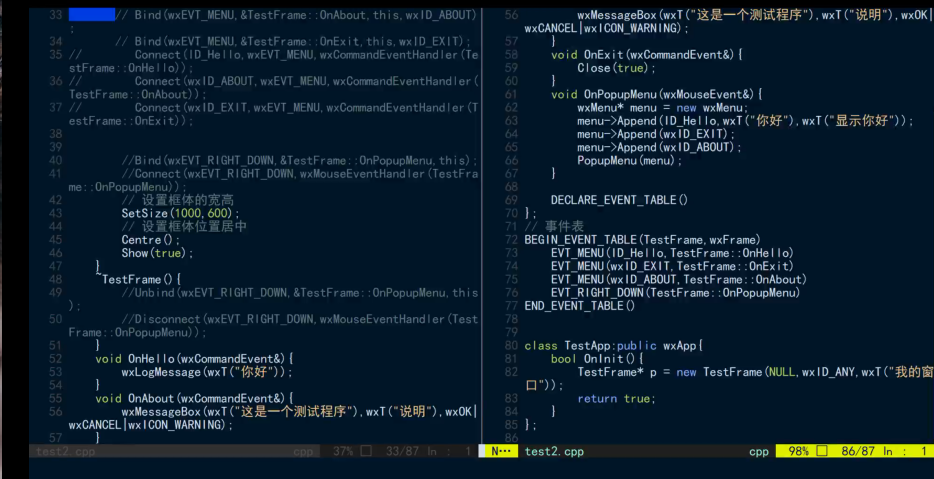 33         // Bind(wxEVT_MENU,&TestFrame::OnAbout,this,wxID_ABOUT)
;
34         // Bind(wxEVT_MENU,&TestFrame::OnExit,this,wxID_EXIT);
35 //         Connect(ID_Hello,wxEVT_MENU,wxCommandEventHandler(Te
stFrame::OnHello));
36 //         Connect(wxID_ABOUT,wxEVT_MENU,wxCommandEventHandler(
TestFrame::OnAbout));
37 //         Connect(wxID_EXIT,wxEVT_MENU,wxCommandEventHandler(T
estFrame::OnExit));
38
39
40         //Bind(wxEVT_RIGHT_DOWN,&TestFrame::OnPopupMenu,this);
41         //Connect(wxEVT_RIGHT_DOWN,wxMouseEventHandler(TestFra
me::OnPopupMenu));
42         // 设置框体的宽高
43         SetSize(1000,600);
44         // 设置框体位置居中
45         Centre();
46         Show(true);
47     }
48     ~TestFrame(){
49         //Unbind(wxEVT_RIGHT_DOWN,&TestFrame::OnPopupMenu,this
);
50         //Disconnect(wxEVT_RIGHT_DOWN,wxMouseEventHandler(Test
Frame::OnPopupMenu));
51     }
52     void OnHello(wxCommandEvent&){
53         wxLogMessage(wxT("你好"));
54     }
55     void OnAbout(wxCommandEvent&){
56         wxMessageBox(wxT("这是一个测试程序"),wxT("说明"),wxOK|
wxCANCEL|wxICON_WARNING);
57     }
test2.cpp cpp 37% 33/87 ln : 1
56         wxMessageBox(wxT("这是一个测试程序"),wxT("说明"),wxOK|
wxCANCEL|wxICON_WARNING);
57     }
58     void OnExit(wxCommandEvent&){
59         Close(true);
60     }
61     void OnPopupMenu(wxMouseEvent&){
62         wxMenu* menu = new wxMenu;
63         menu->Append(ID_Hello,wxT("你好"),wxT("显示你好"));
64         menu->Append(wxID_EXIT);
65         menu->Append(wxID_ABOUT);
66         PopupMenu(menu);
67     }
68
69     DECLARE_EVENT_TABLE()
70 };
71 // 事件表
72 BEGIN_EVENT_TABLE(TestFrame,wxFrame)
73     EVT_MENU(ID_Hello,TestFrame::OnHello)
74     EVT_MENU(wxID_EXIT,TestFrame::OnExit)
75     EVT_MENU(wxID_ABOUT,TestFrame::OnAbout)
76     EVT_RIGHT_DOWN(TestFrame::OnPopupMenu)
77 END_EVENT_TABLE()
78
79
80 class TestApp:public wxApp{
81     bool OnInit(){
82         TestFrame* p = new TestFrame(NULL,wxID_ANY,wxT("我的窗
口"));
83         return true;
84     }
85 };
86
N… test2.cpp cpp 98% 86/87 ln : 1